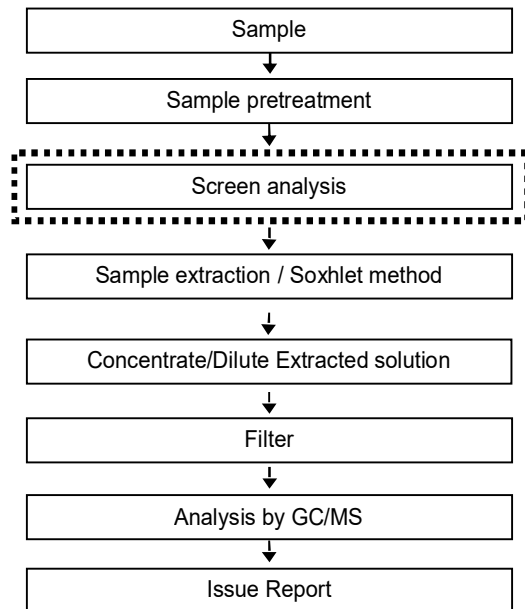 Sample
Sample pretreatment
Screen analysis
Sample extraction / Soxhlet method
Concentrate/Dilute Extracted solution
Filter
Analysis by GC/MS
Issue Report